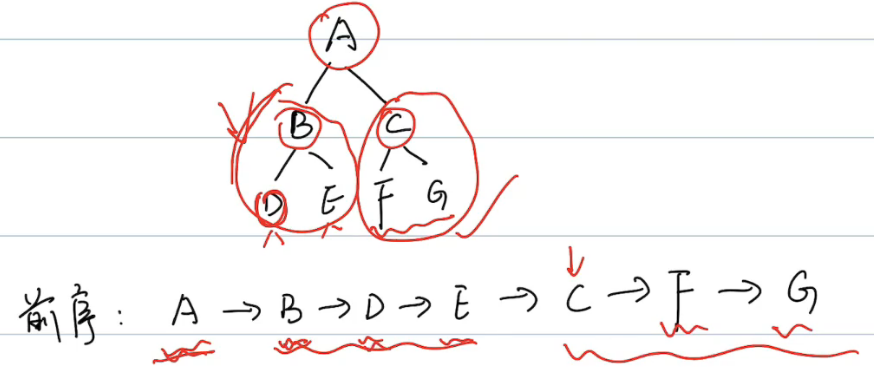 A
B C
D E F G
前序: A → B → D → E → C → F → G